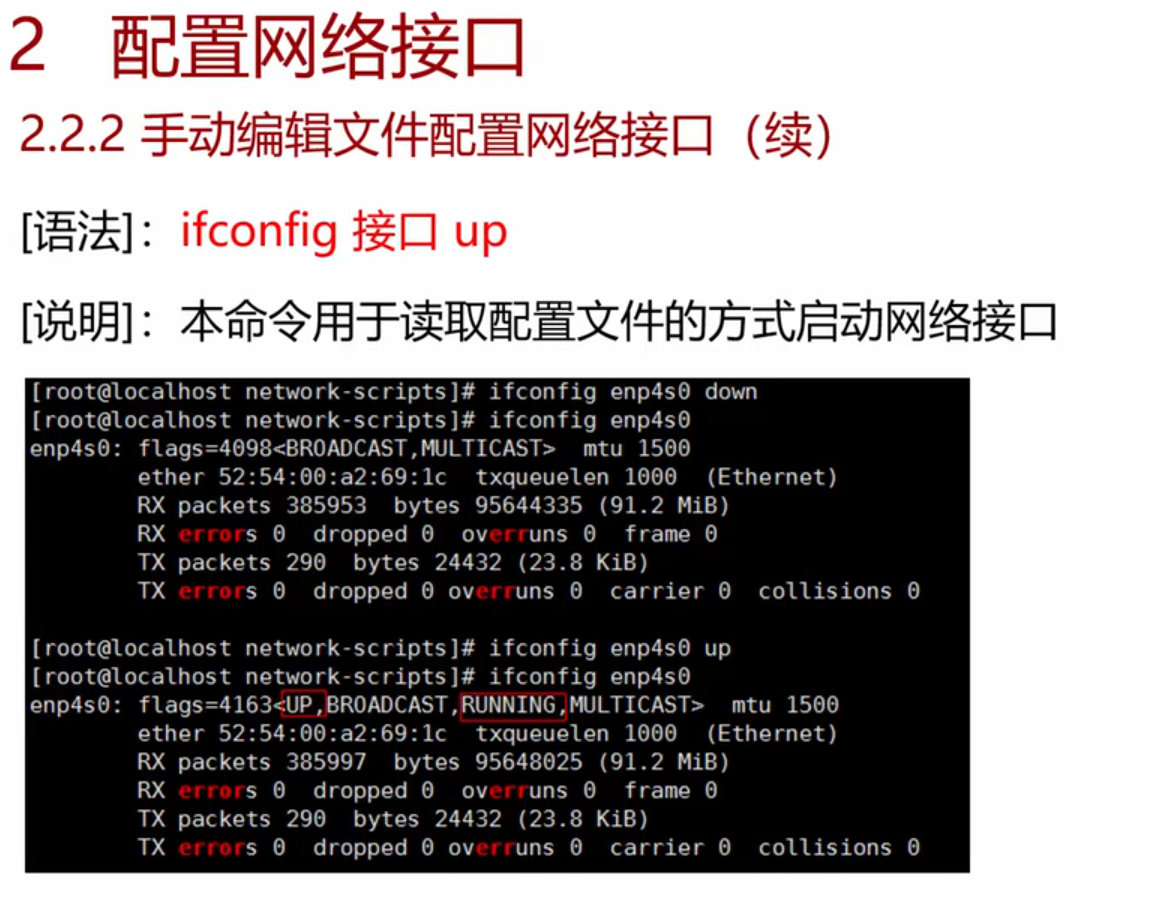 2 配置网络接口
2.2.2 手动编辑文件配置网络接口（续）
[语法]：ifconfig 接口 up
[说明]：本命令用于读取配置文件的方式启动网络接口
[root@localhost network-scripts]# ifconfig enp4s0 down
[root@localhost network-scripts]# ifconfig enp4s0
enp4s0: flags=4098<BROADCAST,MULTICAST>  mtu 1500
        ether 52:54:00:a2:69:1c  txqueuelen 1000  (Ethernet)
        RX packets 385953  bytes 95644335 (91.2 MiB)
        RX errors 0  dropped 0  overruns 0  frame 0
        TX packets 290  bytes 24432 (23.8 KiB)
        TX errors 0  dropped 0 overruns 0  carrier 0  collisions 0
[root@localhost network-scripts]# ifconfig enp4s0 up
[root@localhost network-scripts]# ifconfig enp4s0
enp4s0: flags=4163<UP,BROADCAST,RUNNING,MULTICAST>  mtu 1500
        ether 52:54:00:a2:69:1c  txqueuelen 1000  (Ethernet)
        RX packets 385997  bytes 95648025 (91.2 MiB)
        RX errors 0  dropped 0  overruns 0  frame 0
        TX packets 290  bytes 24432 (23.8 KiB)
        TX errors 0  dropped 0 overruns 0  carrier 0  collisions 0